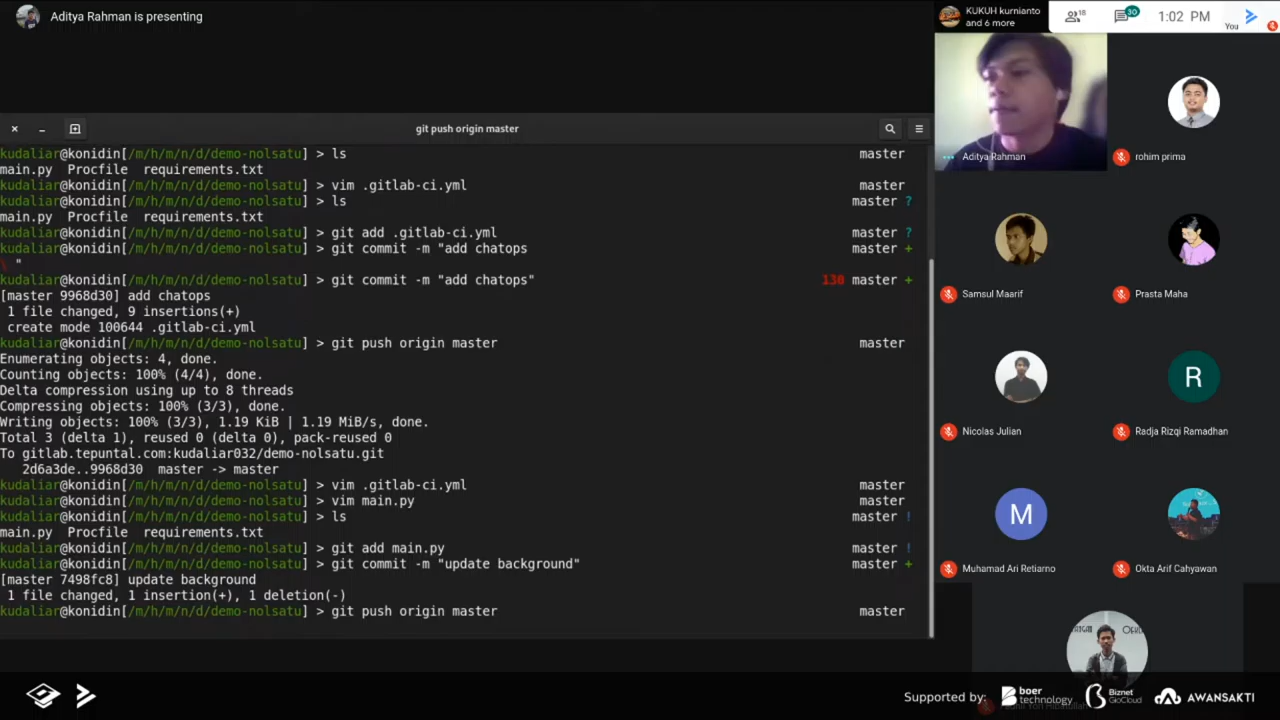 Aditya Rahman is presenting
KUKUH kurnianto
and 6 more
18
30
1:02 PM
You
git push origin master
kudaliar@konidin[/m/h/m/n/d/demo-nolsatu] > ls master
main.py Procfile requirements.txt
kudaliar@konidin[/m/h/m/n/d/demo-nolsatu] > vim .gitlab-ci.yml master
kudaliar@konidin[/m/h/m/n/d/demo-nolsatu] > ls master ?
main.py Procfile requirements.txt
kudaliar@konidin[/m/h/m/n/d/demo-nolsatu] > git add .gitlab-ci.yml master ?
kudaliar@konidin[/m/h/m/n/d/demo-nolsatu] > git commit -m "add chatops master +
\ "
kudaliar@konidin[/m/h/m/n/d/demo-nolsatu] > git commit -m "add chatops" 130 master +
[master 9968d30] add chatops
1 file changed, 9 insertions(+)
create mode 100644 .gitlab-ci.yml
kudaliar@konidin[/m/h/m/n/d/demo-nolsatu] > git push origin master master
Enumerating objects: 4, done.
Counting objects: 100% (4/4), done.
Delta compression using up to 8 threads
Compressing objects: 100% (3/3), done.
Writing objects: 100% (3/3), 1.19 KiB | 1.19 MiB/s, done.
Total 3 (delta 1), reused 0 (delta 0), pack-reused 0
To gitlab.tepuntal.com:kudaliar032/demo-nolsatu.git
2d6a3de..9968d30 master -> master
kudaliar@konidin[/m/h/m/n/d/demo-nolsatu] > vim .gitlab-ci.yml master
kudaliar@konidin[/m/h/m/n/d/demo-nolsatu] > vim main.py master
kudaliar@konidin[/m/h/m/n/d/demo-nolsatu] > ls master !
main.py Procfile requirements.txt
kudaliar@konidin[/m/h/m/n/d/demo-nolsatu] > git add main.py master !
kudaliar@konidin[/m/h/m/n/d/demo-nolsatu] > git commit -m "update background" master +
[master 7498fc8] update background
1 file changed, 1 insertion(+), 1 deletion(-)
kudaliar@konidin[/m/h/m/n/d/demo-nolsatu] > git push origin master master
Aditya Rahman
rohim prima
Samsul Maarif
Prasta Maha
Nicolas Julian
R
Radja Rizqi Ramadhan
M
Muhamad Ari Retiarno
Okta Arif Cahyawan
Supported by:
boer technology
Biznet GioCloud
AWANSAKTI